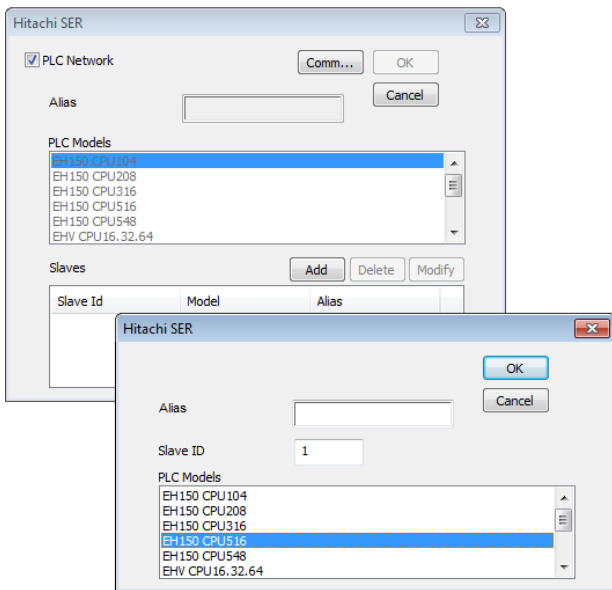 Hitachi SER
PLC Network
Comm...
OK
Alias
Cancel
PLC Models
EH150 CPU104
EH150 CPU208
EH150 CPU316
EH150 CPU516
EH150 CPU548
EHV CPU16.32.64
Slaves
Add
Delete
Modify
Slave Id Model Alias
Hitachi SER
OK
Alias
Cancel
Slave ID
1
PLC Models
EH150 CPU104
EH150 CPU208
EH150 CPU316
EH150 CPU516
EH150 CPU548
EHV CPU16.32.64